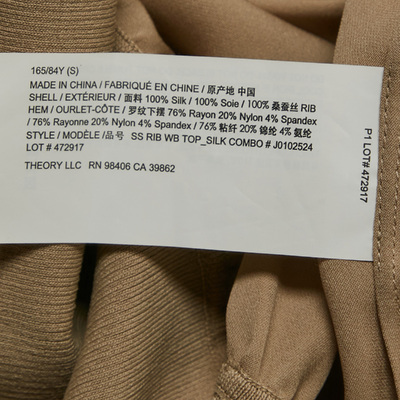 165/84Y (S)
MADE IN CHINA / FABRIQUÉ EN CHINE / 原产地 中国
SHELL / EXTÉRIEUR / 面料 100% Silk / 100% Soie / 100% 桑蚕丝 RIB
HEM / OURLET-CÔTE / 罗纹下摆 76% Rayon 20% Nylon 4% Spandex
/ 76% Rayonne 20% Nylon 4% Spandex / 76% 粘纤 20% 锦纶 4% 氨纶
STYLE / MODÈLE /品号 SS RIB WB TOP_SILK COMBO # J0102524
LOT # 472917
THEORY LLC RN 98406 CA 39862
P1 LOT# 472917